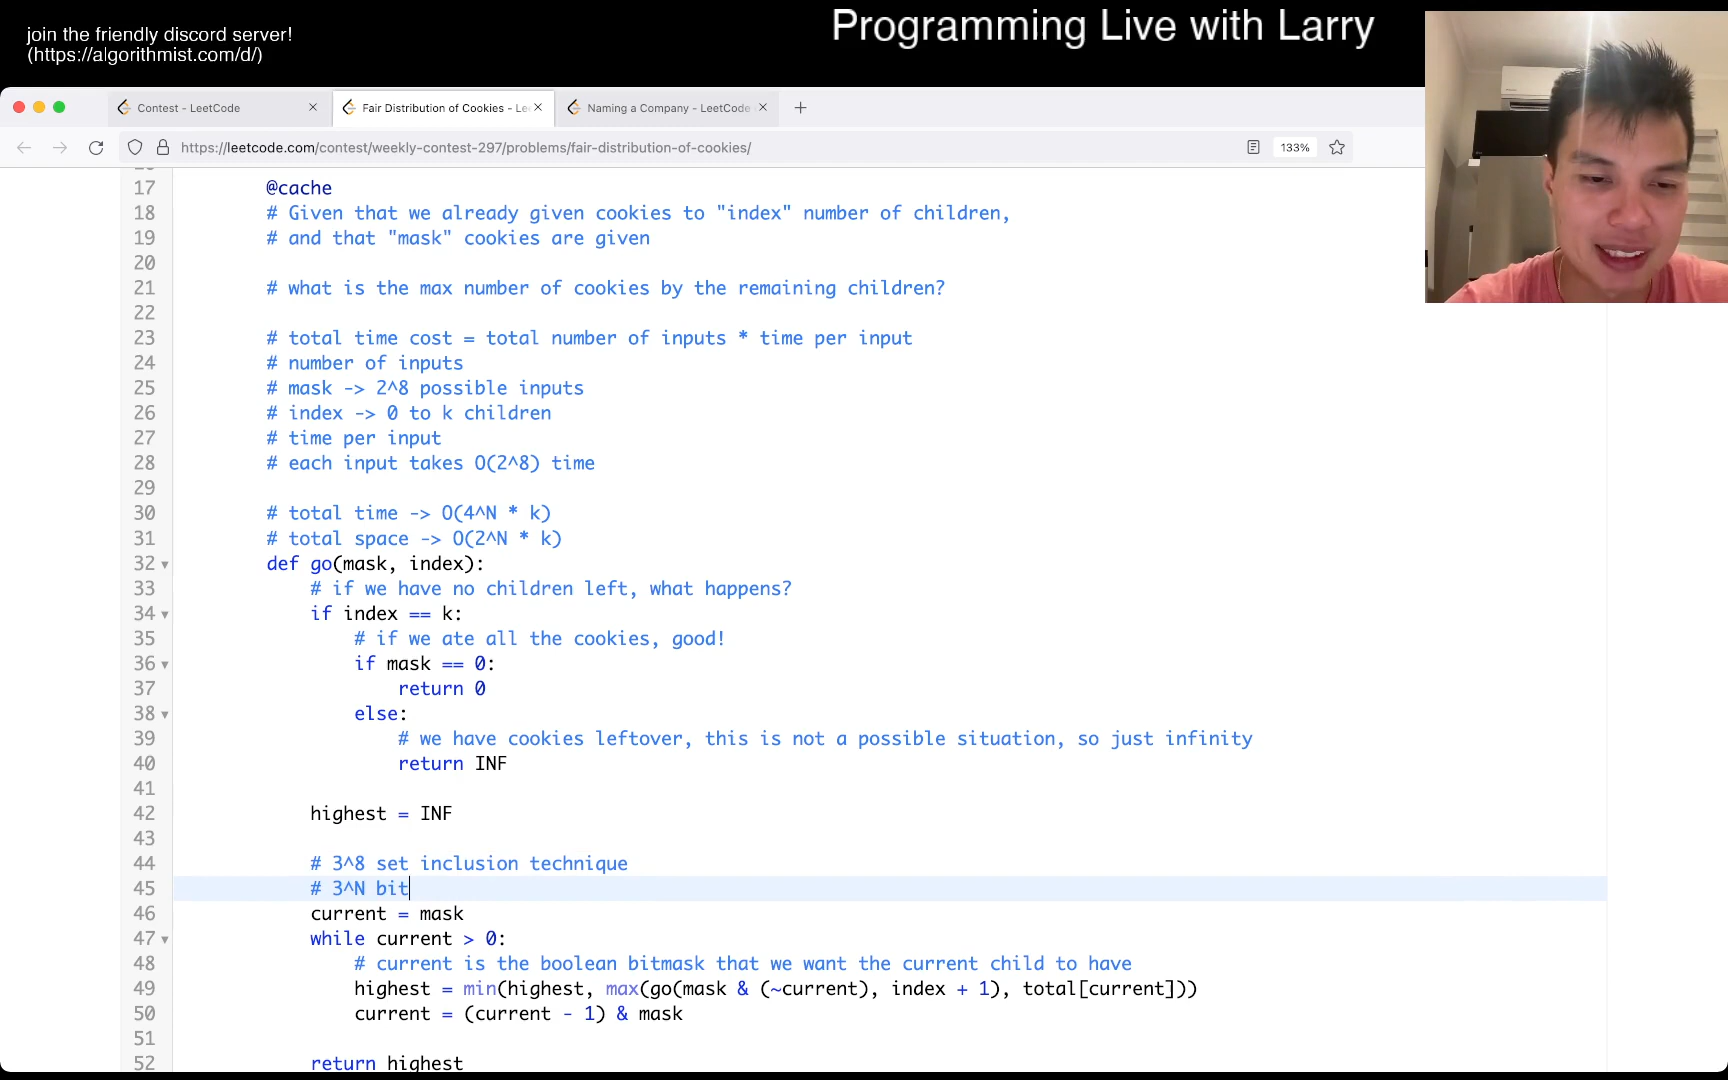 join the friendly discord server!
(https://algorithmist.com/d/)
Programming Live with Larry
Contest - LeetCode
Fair Distribution of Cookies - Le
Naming a Company - LeetCode
https://leetcode.com/contest/weekly-contest-297/problems/fair-distribution-of-cookies/
133%
17 @cache
18 # Given that we already given cookies to "index" number of children,
19 # and that "mask" cookies are given
20
21 # what is the max number of cookies by the remaining children?
22
23 # total time cost = total number of inputs * time per input
24 # number of inputs
25 # mask -> 2^8 possible inputs
26 # index -> 0 to k children
27 # time per input
28 # each input takes O(2^8) time
29
30 # total time -> O(4^N * k)
31 # total space -> O(2^N * k)
32 def go(mask, index):
33 # if we have no children left, what happens?
34 if index == k:
35 # if we ate all the cookies, good!
36 if mask == 0:
37 return 0
38 else:
39 # we have cookies leftover, this is not a possible situation, so just infinity
40 return INF
41
42 highest = INF
43
44 # 3^8 set inclusion technique
45 # 3^N bit
46 current = mask
47 while current > 0:
48 # current is the boolean bitmask that we want the current child to have
49 highest = min(highest, max(go(mask & (~current), index + 1), total[current]))
50 current = (current - 1) & mask
51
52 return highest